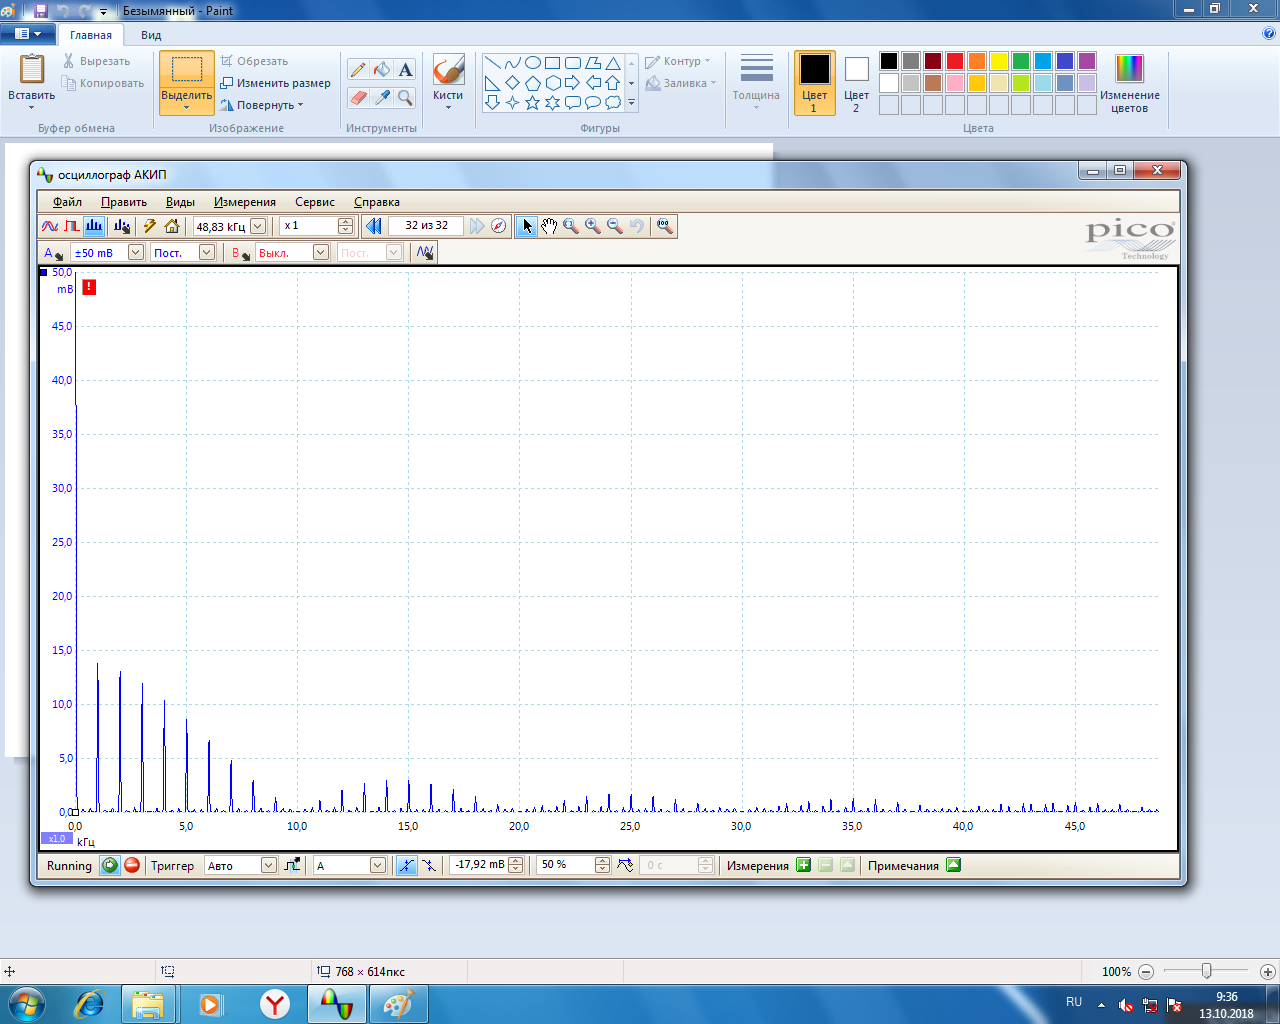 Безымянный - Paint
Главная Вид
Вставить Вырезать Копировать
Буфер обмена
Выделить Обрезать Изменить размер Повернуть
Изображение
A
Инструменты
Кисти
Контур Заливка
Фигуры
Толщина
Цвет 1 Цвет 2
Изменение цветов
Цвета
осциллограф АКИП
Файл Править Виды Измерения Сервис Справка
48,83 кГц x 1 32 из 32
pico
Technology
A ±50 mB Пост. B Выкл. Пост.
50,0
mB
!
45,0
40,0
35,0
30,0
25,0
20,0
15,0
10,0
5,0
0,0
0,0 5,0 10,0 15,0 20,0 25,0 30,0 35,0 40,0 45,0
x1,0 кГц
Running Триггер Авто A -17,92 mB 50 % 0 с Измерения Примечания
768 × 614пкс 100%
RU 9:36
13.10.2018